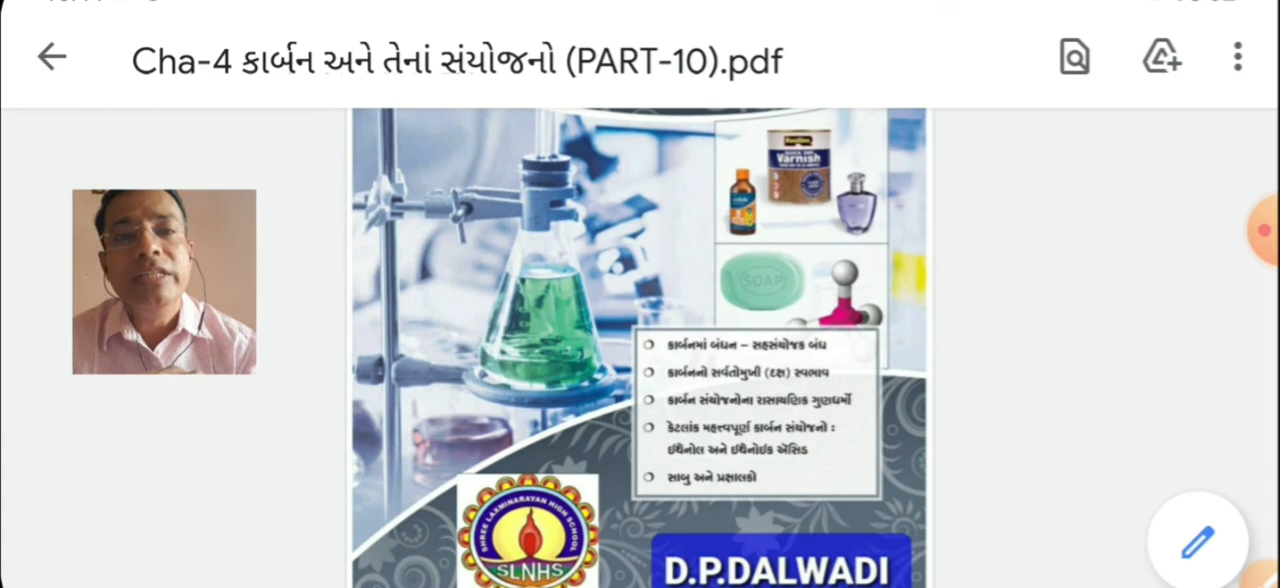 Cha-4 કાર્બન અને તેનાં સંયોજનો (PART-10).pdf
Varnish
SOAP
કાર્બનમાં બંધન – સહસંયોજક બંધ
કાર્બનનો સર્વતોમુખી (દક્ષ) સ્વભાવ
કાર્બન સંયોજનોના રાસાયણિક ગુણધર્મો
કેટલાંક મહત્ત્વપૂર્ણ કાર્બન સંયોજનો :
ઈથેનોલ અને ઈથેનોઈક ઍસિડ
સાબુ અને પ્રક્ષાલકો
SHREE LAXMINARAYAN HIGH SCHOOL
SLNHS
D.P.DALWADI